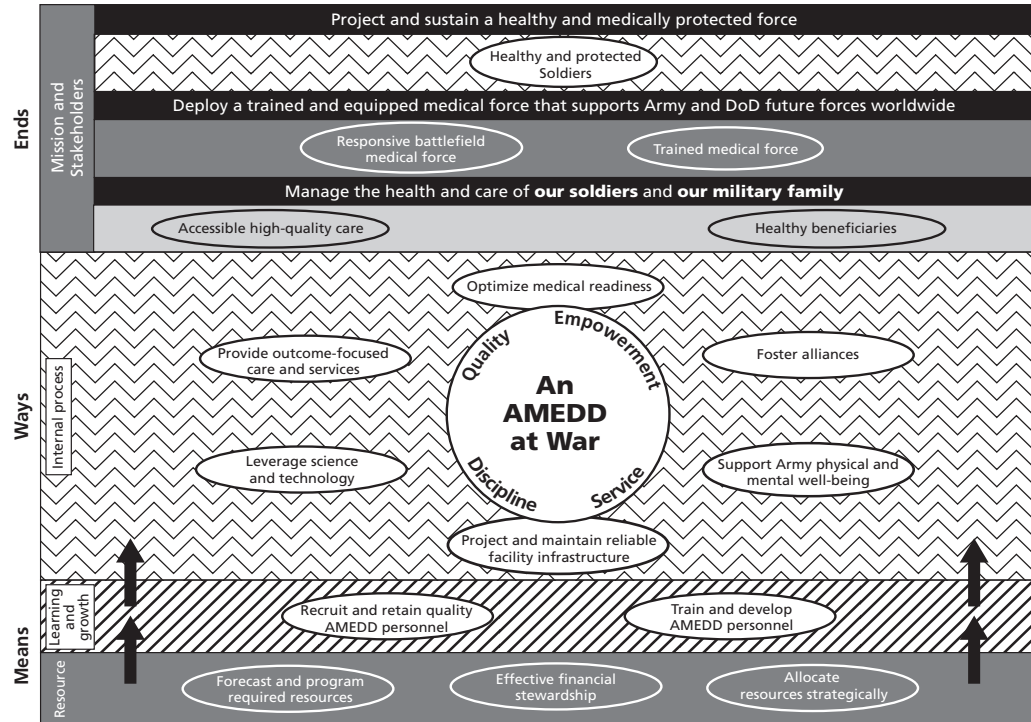 Ends
Mission and
Stakeholders
Project and sustain a healthy and medically protected force
Healthy and protected
Soldiers
Deploy a trained and equipped medical force that supports Army and DoD future forces worldwide
Responsive battlefield
medical force
Trained medical force
Manage the health and care of our soldiers and our military family
Accessible high-quality care
Healthy beneficiaries
Ways
Internal process
Optimize medical readiness
Provide outcome-focused
care and services
Quality
Empowerment
Foster alliances
An
AMEDD
at War
Leverage science
and technology
Discipline
Service
Support Army physical and
mental well-being
Project and maintain reliable
facility infrastructure
Means
Learning
and
growth
Recruit and retain quality
AMEDD personnel
Train and develop
AMEDD personnel
Resource
Forecast and program
required resources
Effective financial
stewardship
Allocate
resources strategically